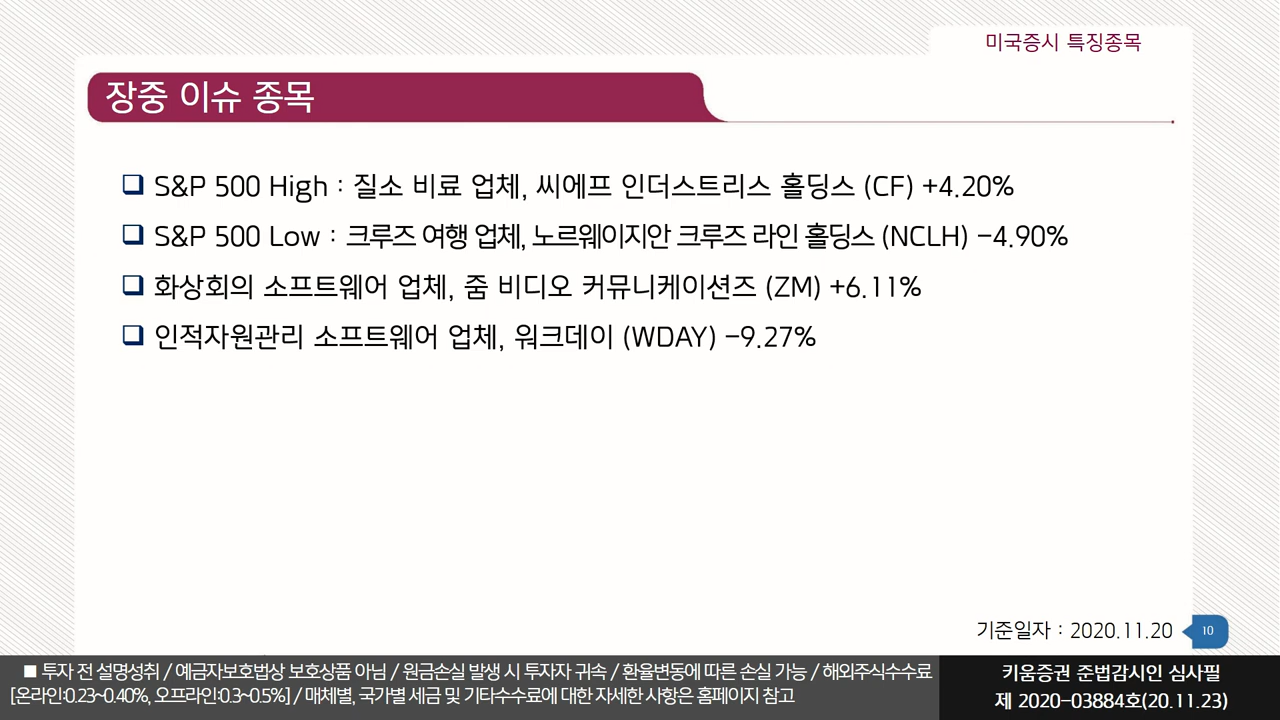 미국증시 특징종목
장중 이슈 종목
❑ S&P 500 High : 질소 비료 업체, 씨에프 인더스트리스 홀딩스 (CF) +4.20%
❑ S&P 500 Low : 크루즈 여행 업체, 노르웨이지안 크루즈 라인 홀딩스 (NCLH) -4.90%
❑ 화상회의 소프트웨어 업체, 줌 비디오 커뮤니케이션즈 (ZM) +6.11%
❑ 인적자원관리 소프트웨어 업체, 워크데이 (WDAY) -9.27%
기준일자 : 2020.11.20
10
■ 투자 전 설명청취 / 예금자보호법상 보호상품 아님 / 원금손실 발생 시 투자자 귀속 / 환율변동에 따른 손실 가능 / 해외주식수수료
[온라인:0.23~0.40%, 오프라인:0.3~0.5%] / 매체별, 국가별 세금 및 기타수수료에 대한 자세한 사항은 홈페이지 참고
키움증권 준법감시인 심사필
제 2020-03884호(20.11.23)